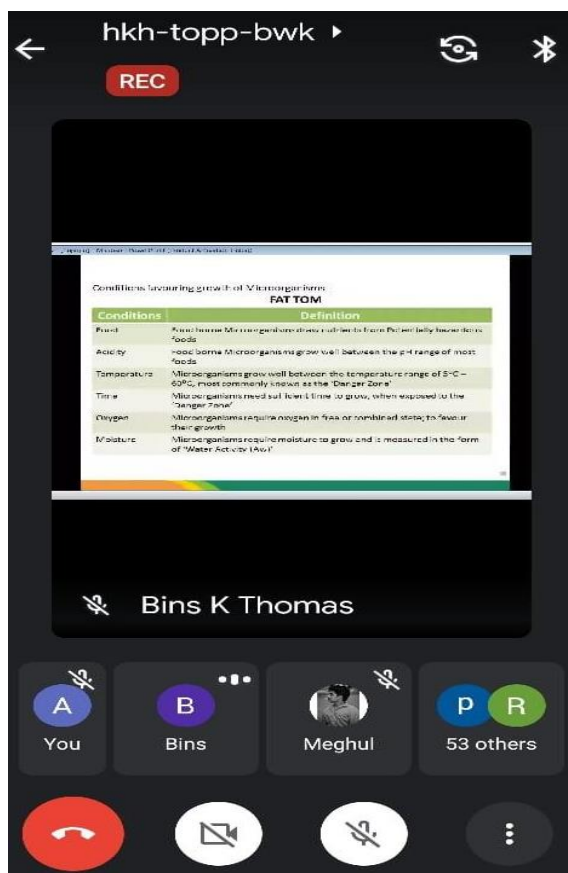 hkh-topp-bwk
REC
Conditions favouring growth of Microorganisms
FAT TOM
Conditions Definition
Food Food borne Microorganisms draw nutrients from Potentially hazardous
foods
Acidity Food borne Microorganisms grow well between the pH range of most
foods
Temperature Microorganisms grow well between the temperature range of 5°C –
60°C, most commonly known as the 'Danger Zone'
Time Microorganisms need sufficient time to grow, when exposed to the
'Danger Zone'
Oxygen Microorganisms require oxygen in free or combined state; to favour
their growth
Moisture Microorganisms require moisture to grow and is measured in the form
of 'Water Activity (Aw)'
Bins K Thomas
A B P R
You Bins Meghul 53 others